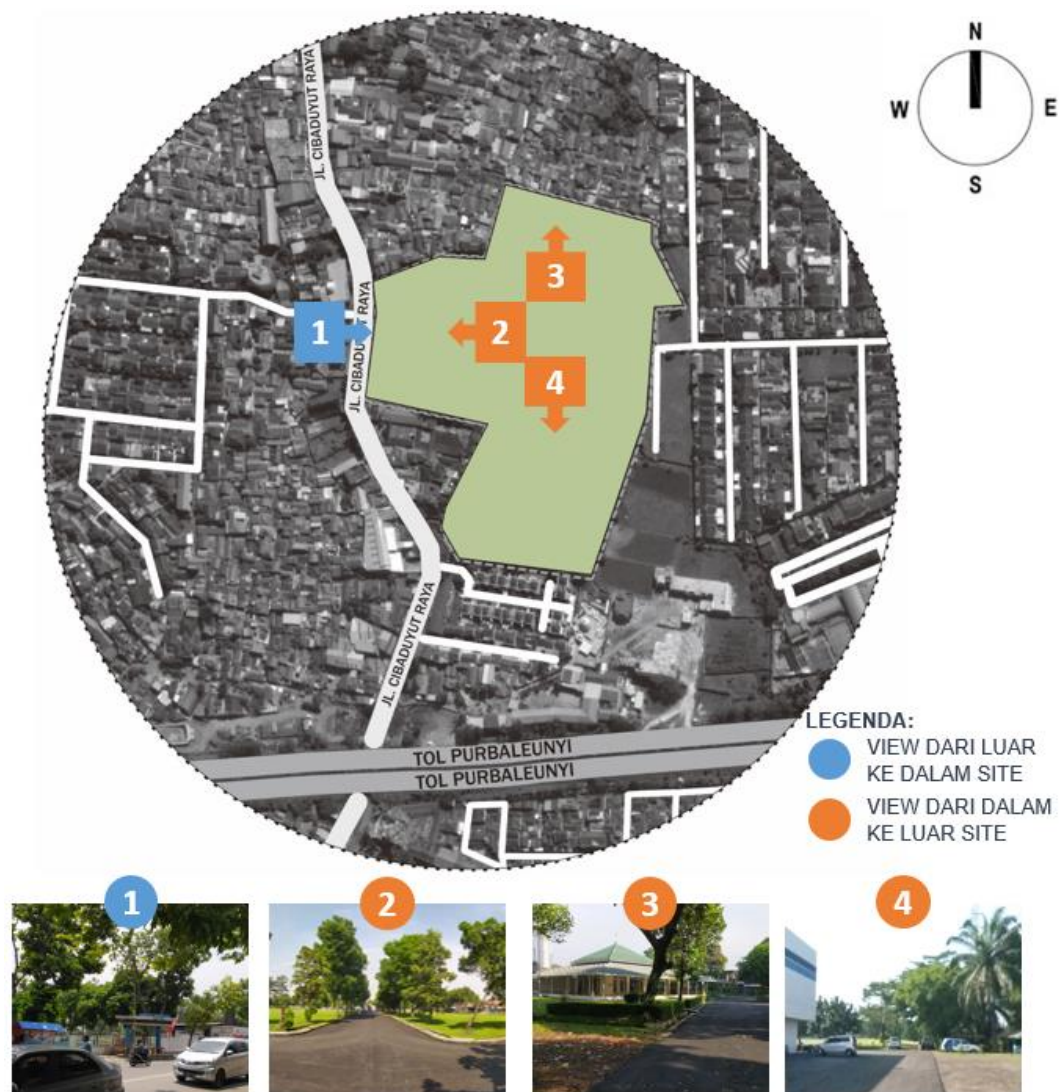 N
W E
S
JL. CIBADUYUT RAYA
3
1
2
JL. CIBADUYUT RAYA
4
JL. CIBADUYUT RAYA
TOL PURBALEUNYI
TOL PURBALEUNYI
LEGENDA:
VIEW DARI LUAR
KE DALAM SITE
VIEW DARI DALAM
KE LUAR SITE
1
2
3
4